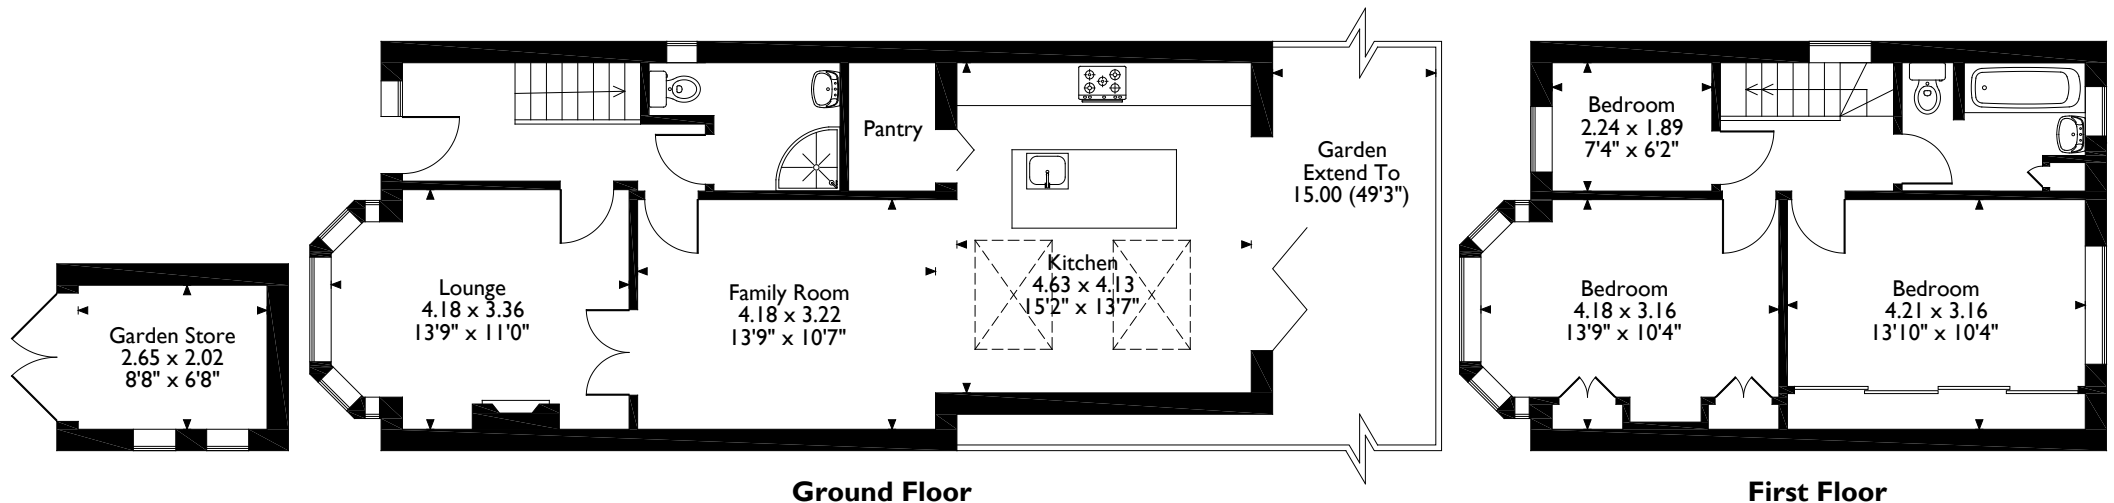 Garden Store
2.65 x 2.02
8'8" x 6'8"
Lounge
4.18 x 3.36
13'9" x 11'0"
Family Room
4.18 x 3.22
13'9" x 10'7"
Pantry
Kitchen
4.63 x 4.13
15'2" x 13'7"
Garden
Extend To
15.00 (49'3")
Ground Floor
Bedroom
2.24 x 1.89
7'4" x 6'2"
Bedroom
4.18 x 3.16
13'9" x 10'4"
Bedroom
4.21 x 3.16
13'10" x 10'4"
First Floor